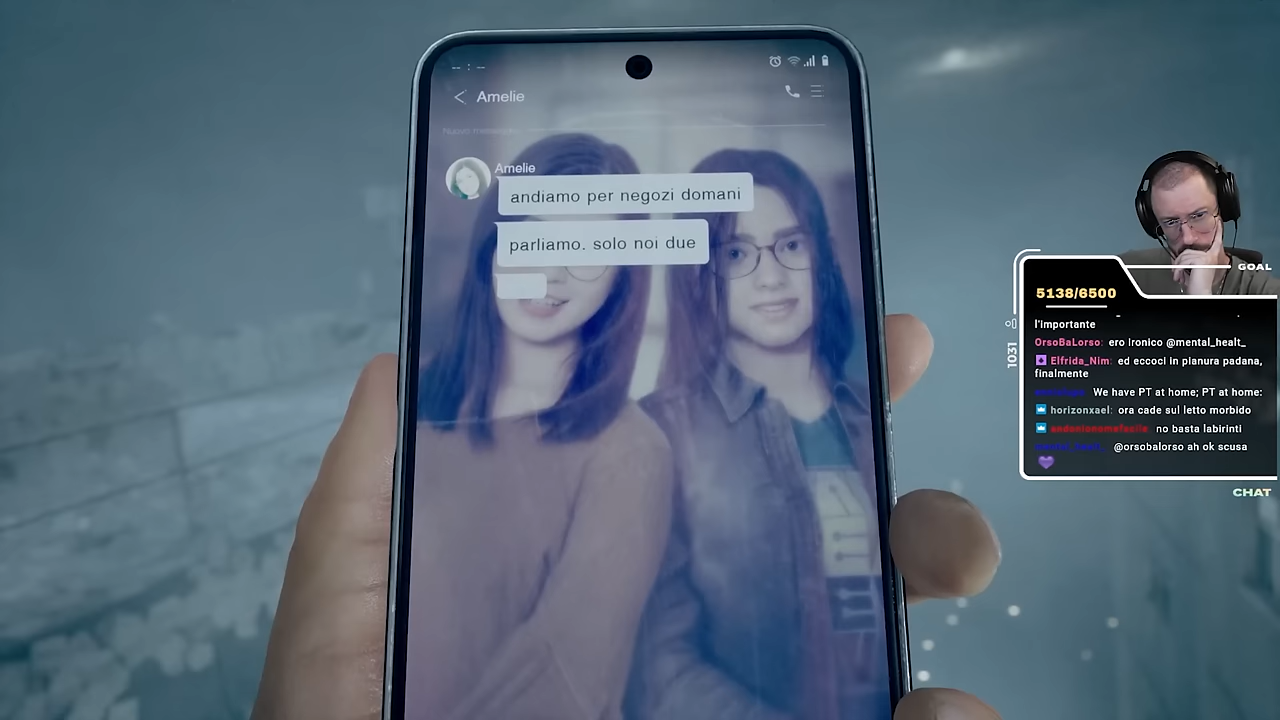 -- : --
Amelie
Nuovi messaggi
Amelie
andiamo per negozi domani
parliamo. solo noi due
GOAL
5138/6500
1031
l'Importante
OrsoBaLorso: ero Ironico @mental_healt_
Elfrida_Nim: ed eccoci in pianura padana,
finalmente
We have PT at home; PT at home:
horizonxael: ora cade sul letto morbido
no basta labirinti
@orsobalorso ah ok scusa
CHAT